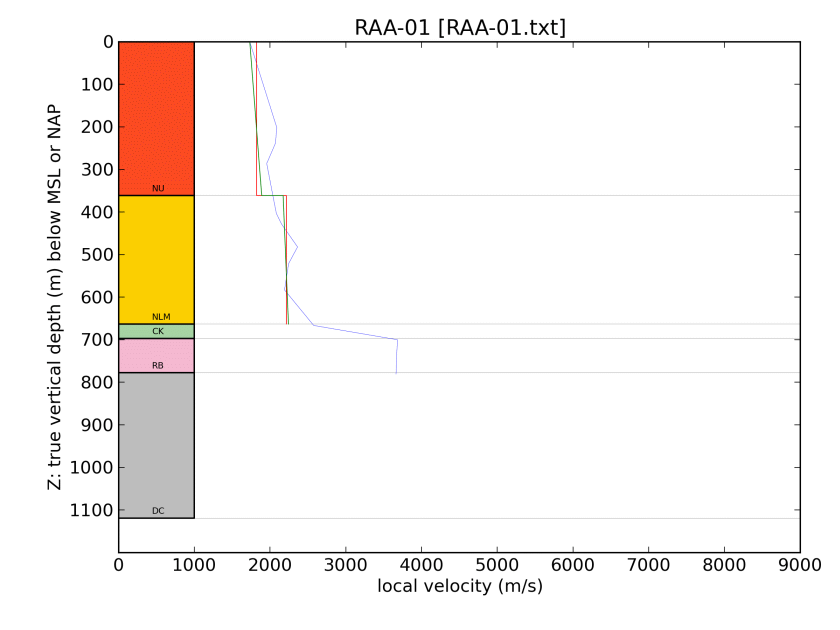 RAA-01 [RAA-01.txt]
0
100
200
300
400
500
600
700
800
900
1000
1100
Z: true vertical depth (m) below MSL or NAP
NU
NLM
CK
RB
DC
0 1000 2000 3000 4000 5000 6000 7000 8000 9000
local velocity (m/s)